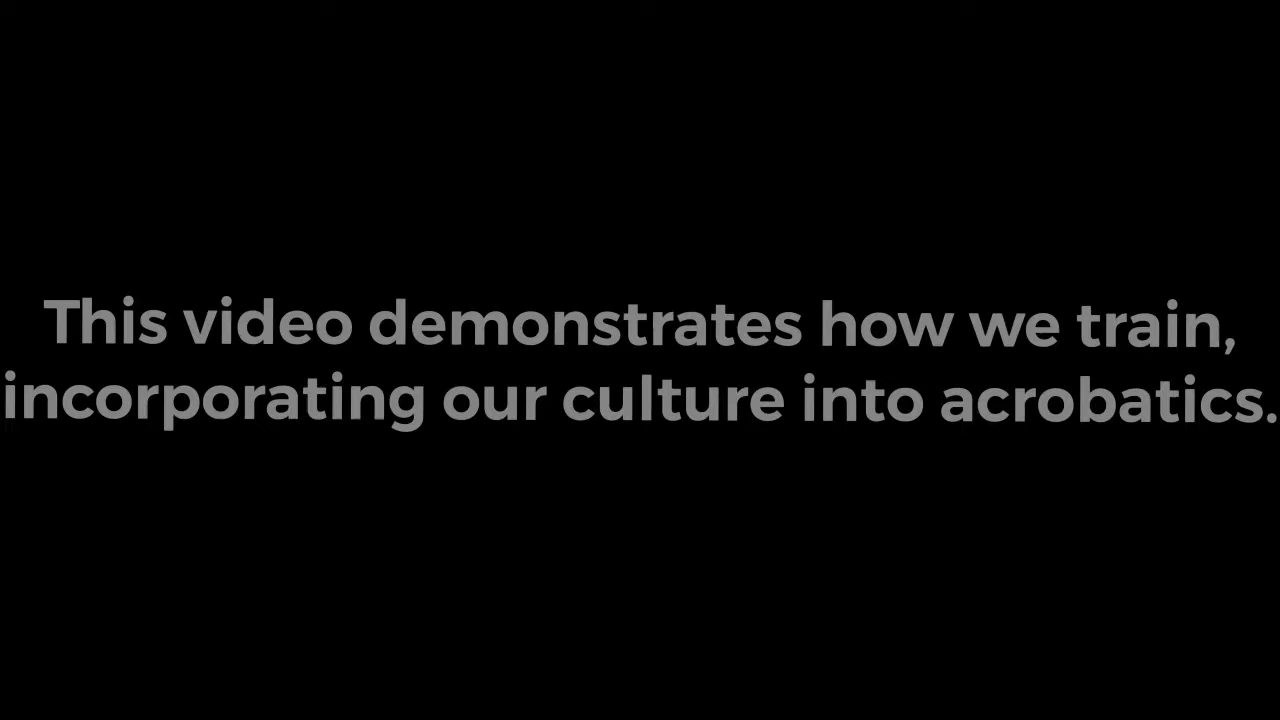 This video demonstrates how we train,
incorporating our culture into acrobatics.